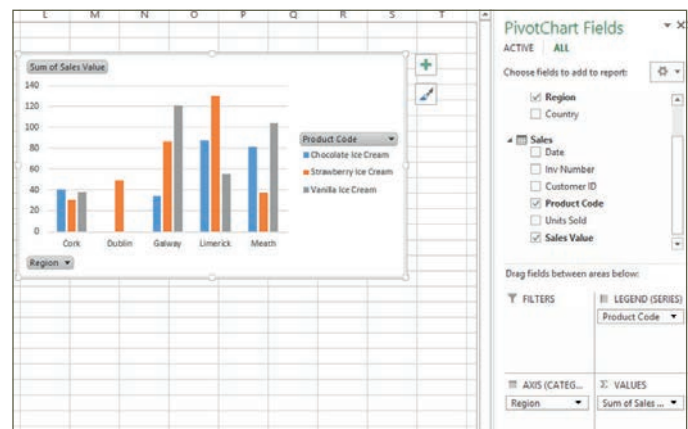 L M N O P Q R S T
Sum of Sales Value
140
120
100
80
60
40
20
0
Cork Dublin Galway Limerick Meath
Product Code
Chocolate Ice Cream
Strawberry Ice Cream
Vanilla Ice Cream
Region
PivotChart Fields
ACTIVE ALL
Choose fields to add to report:
Region
Country
Sales
Date
Inv Number
Customer ID
Product Code
Units Sold
Sales Value
Drag fields between areas below:
FILTERS
LEGEND (SERIES)
Product Code
AXIS (CATEG...
Region
Σ VALUES
Sum of Sales ...